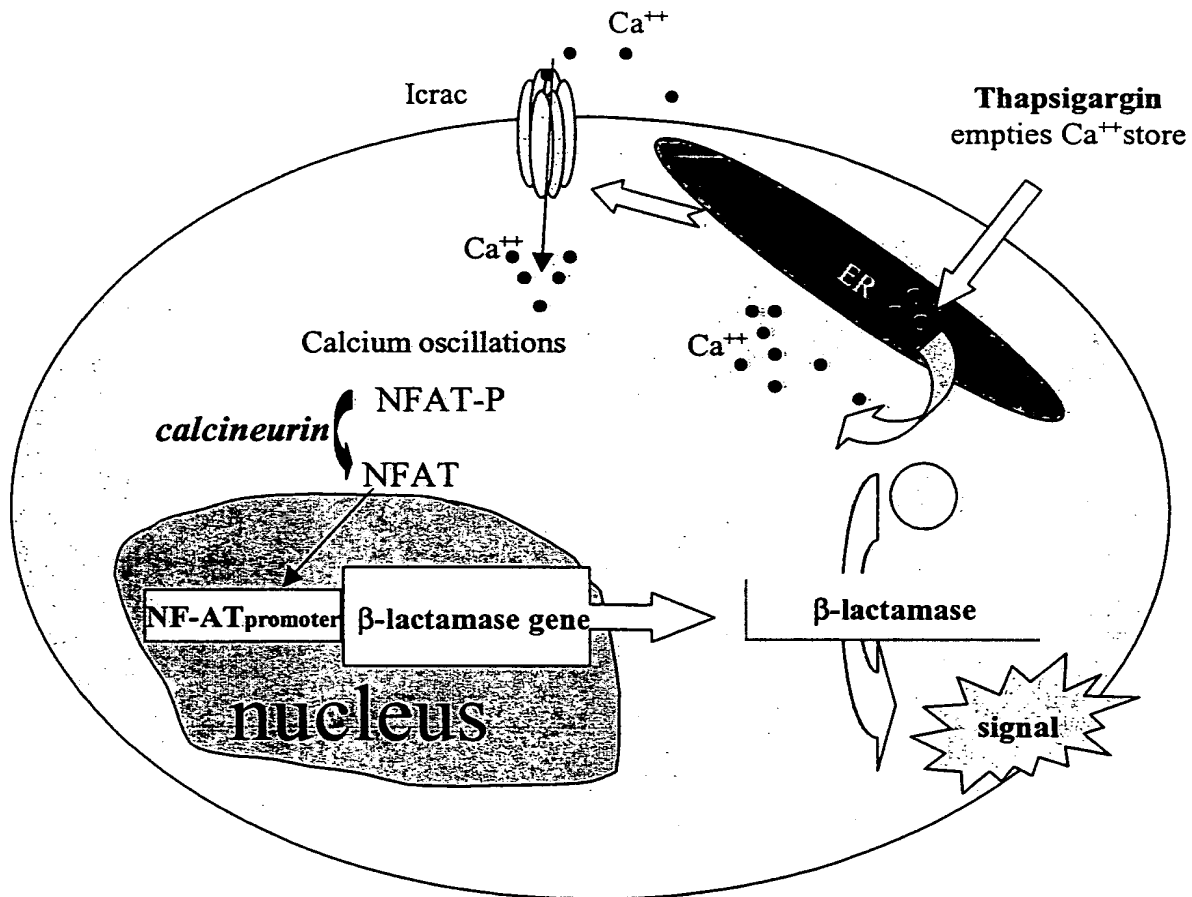 Ca++
Icrac
Thapsigargin
empties Ca++store
Ca++
ER
Ca++
Calcium oscillations
NFAT-P
calcineurin
NFAT
NF-ATpromoter
β-lactamase gene
β-lactamase
nucleus
signal